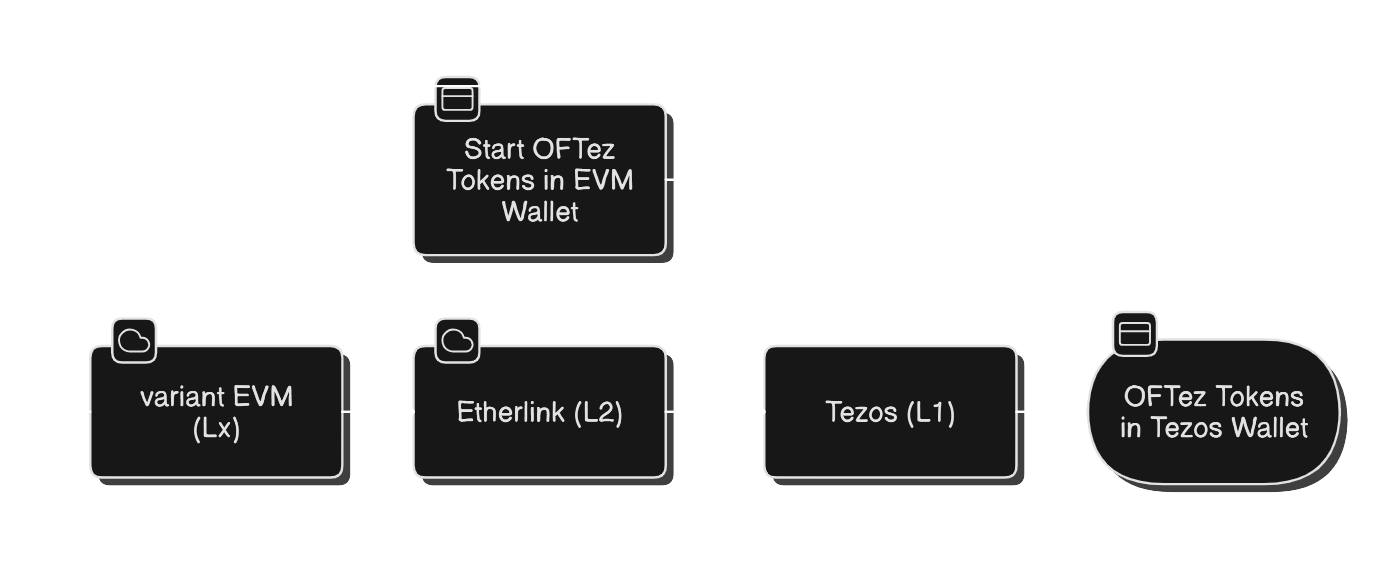 Start OFTez
Tokens in EVM
Wallet
variant EVM
(Lx)
Etherlink (L2)
Tezos (L1)
OFTez Tokens
in Tezos Wallet